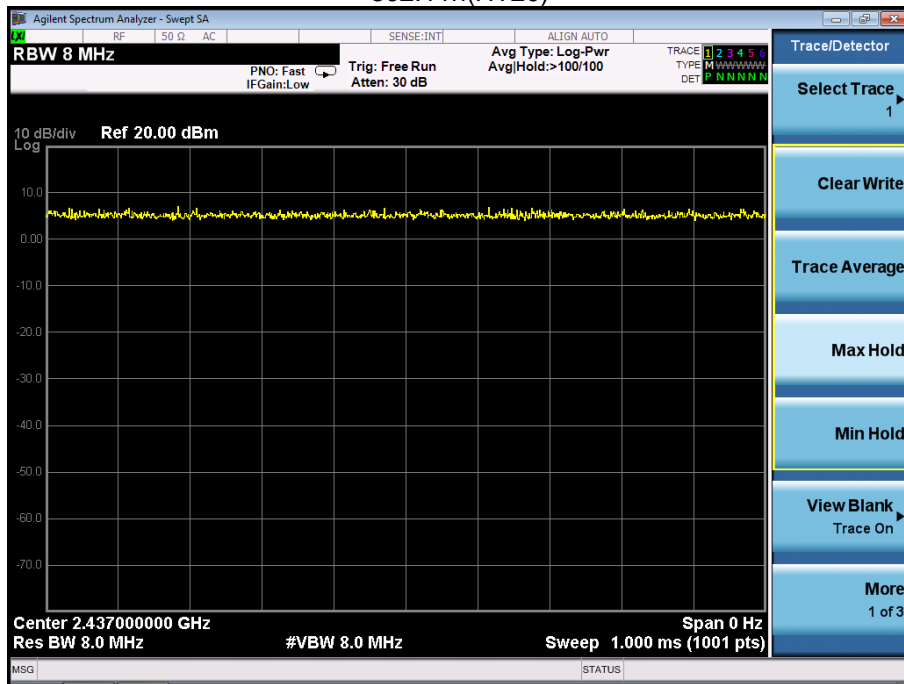 Agilent Spectrum Analyzer - Swept SA
LXI RF 50 Ω AC SENSE:INT ALIGN AUTO
RBW 8 MHz
PNO: Fast
IFGain:Low
Trig: Free Run
Atten: 30 dB
Avg Type: Log-Pwr
Avg|Hold:>100/100
TRACE 1 2 3 4 5 6
TYPE M WWWWW
DET P N N N N N
10 dB/div Ref 20.00 dBm
Log
10.0
0.00
-10.0
-20.0
-30.0
-40.0
-50.0
-60.0
-70.0
Center 2.437000000 GHz Span 0 Hz
Res BW 8.0 MHz #VBW 8.0 MHz Sweep 1.000 ms (1001 pts)
MSG STATUS
Trace/Detector
Select Trace
1
Clear Write
Trace Average
Max Hold
Min Hold
View Blank
Trace On
More
1 of 3